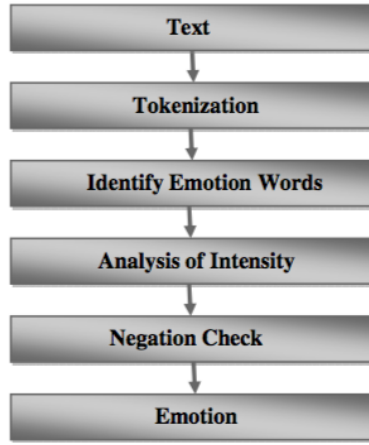 Text
Tokenization
Identify Emotion Words
Analysis of Intensity
Negation Check
Emotion